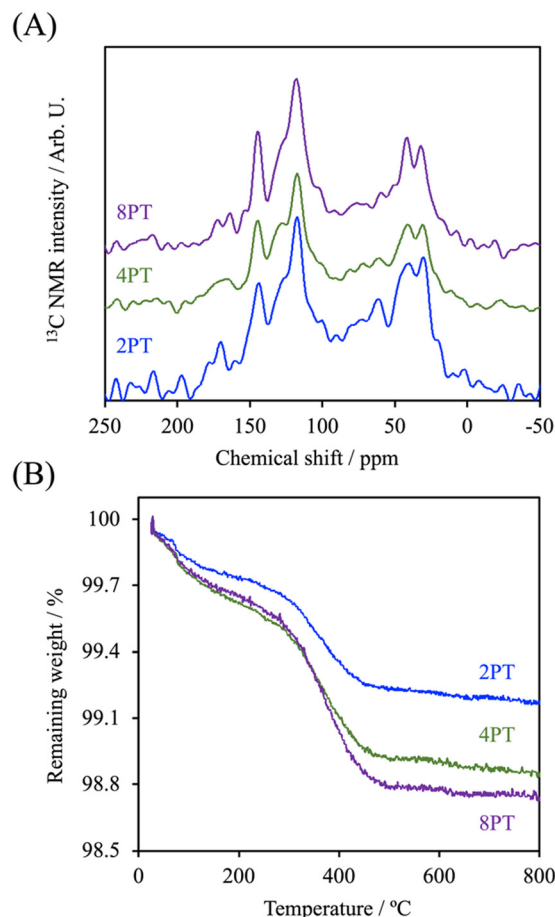 (A)
¹³C NMR intensity / Arb. U.
8PT
4PT
2PT
250 200 150 100 50 0 -50
Chemical shift / ppm
(B)
Remaining weight / %
100
99.7
99.4
99.1
98.8
98.5
2PT
4PT
8PT
0 200 400 600 800
Temperature / ºC